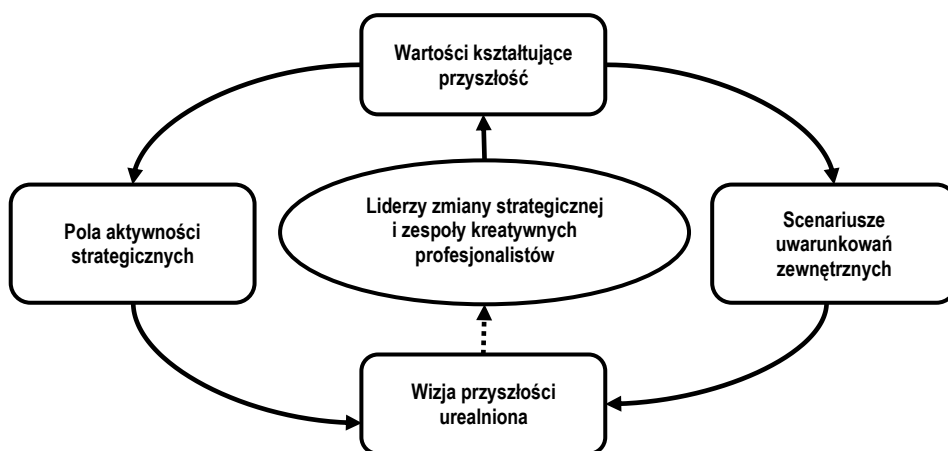 Wartości kształtujące
przyszłość
Pola aktywności
strategicznych
Liderzy zmiany strategicznej
i zespoły kreatywnych
profesjonalistów
Scenariusze
uwarunkowań
zewnętrznych
Wizja przyszłości
urealniona